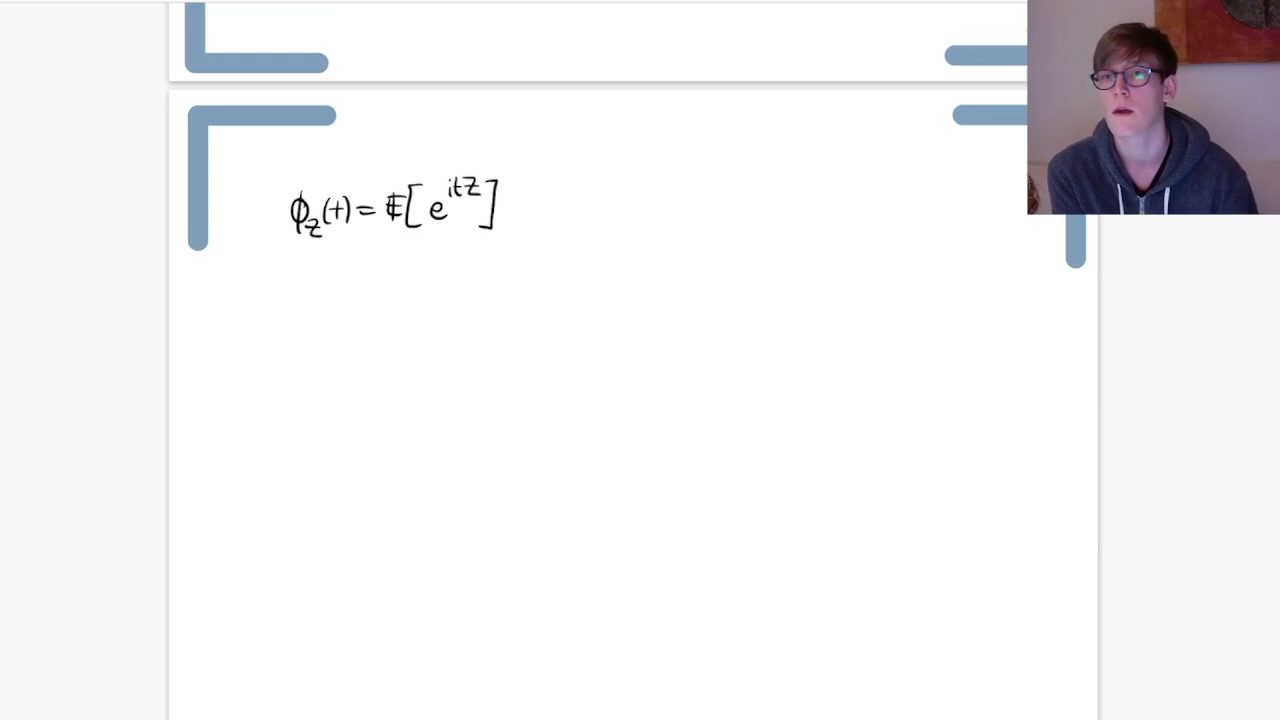 ϕ_Z(t) = 𝔼[e^{itZ}]